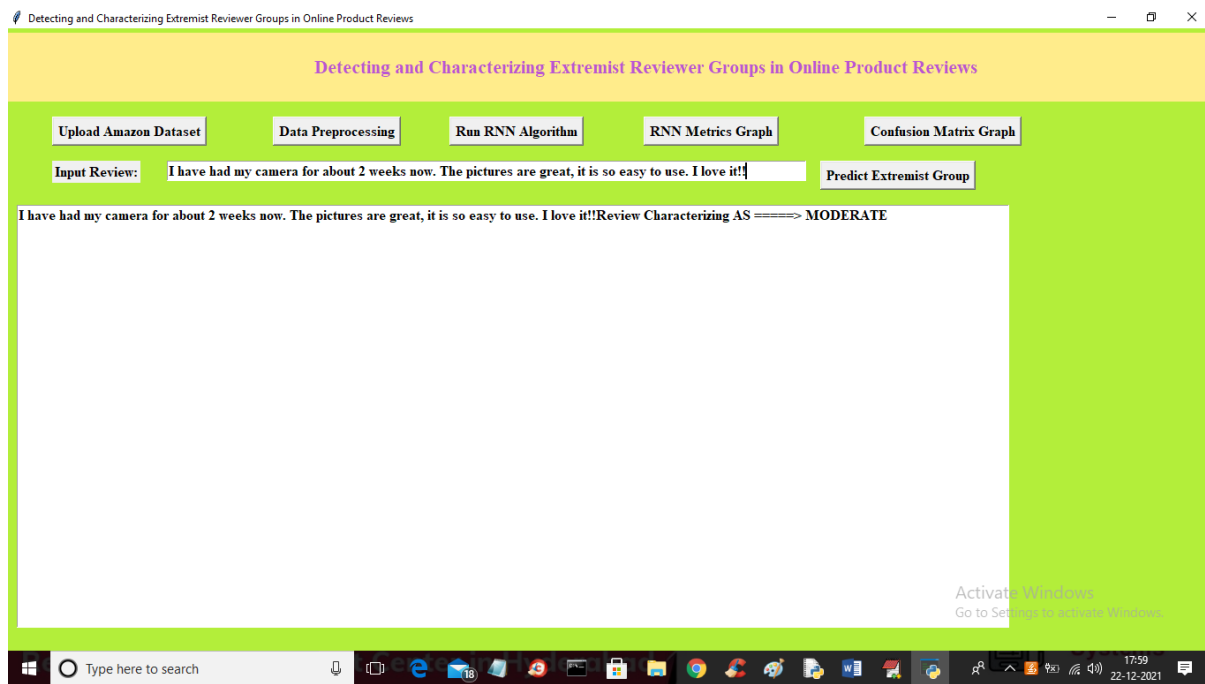 Detecting and Characterizing Extremist Reviewer Groups in Online Product Reviews
Detecting and Characterizing Extremist Reviewer Groups in Online Product Reviews
Upload Amazon Dataset Data Preprocessing Run RNN Algorithm RNN Metrics Graph Confusion Matrix Graph
Input Review: I have had my camera for about 2 weeks now. The pictures are great, it is so easy to use. I love it!! Predict Extremist Group
I have had my camera for about 2 weeks now. The pictures are great, it is so easy to use. I love it!!Review Characterizing AS =====> MODERATE
Activate Windows
Go to Settings to activate Windows.
Type here to search 18 17:59
22-12-2021